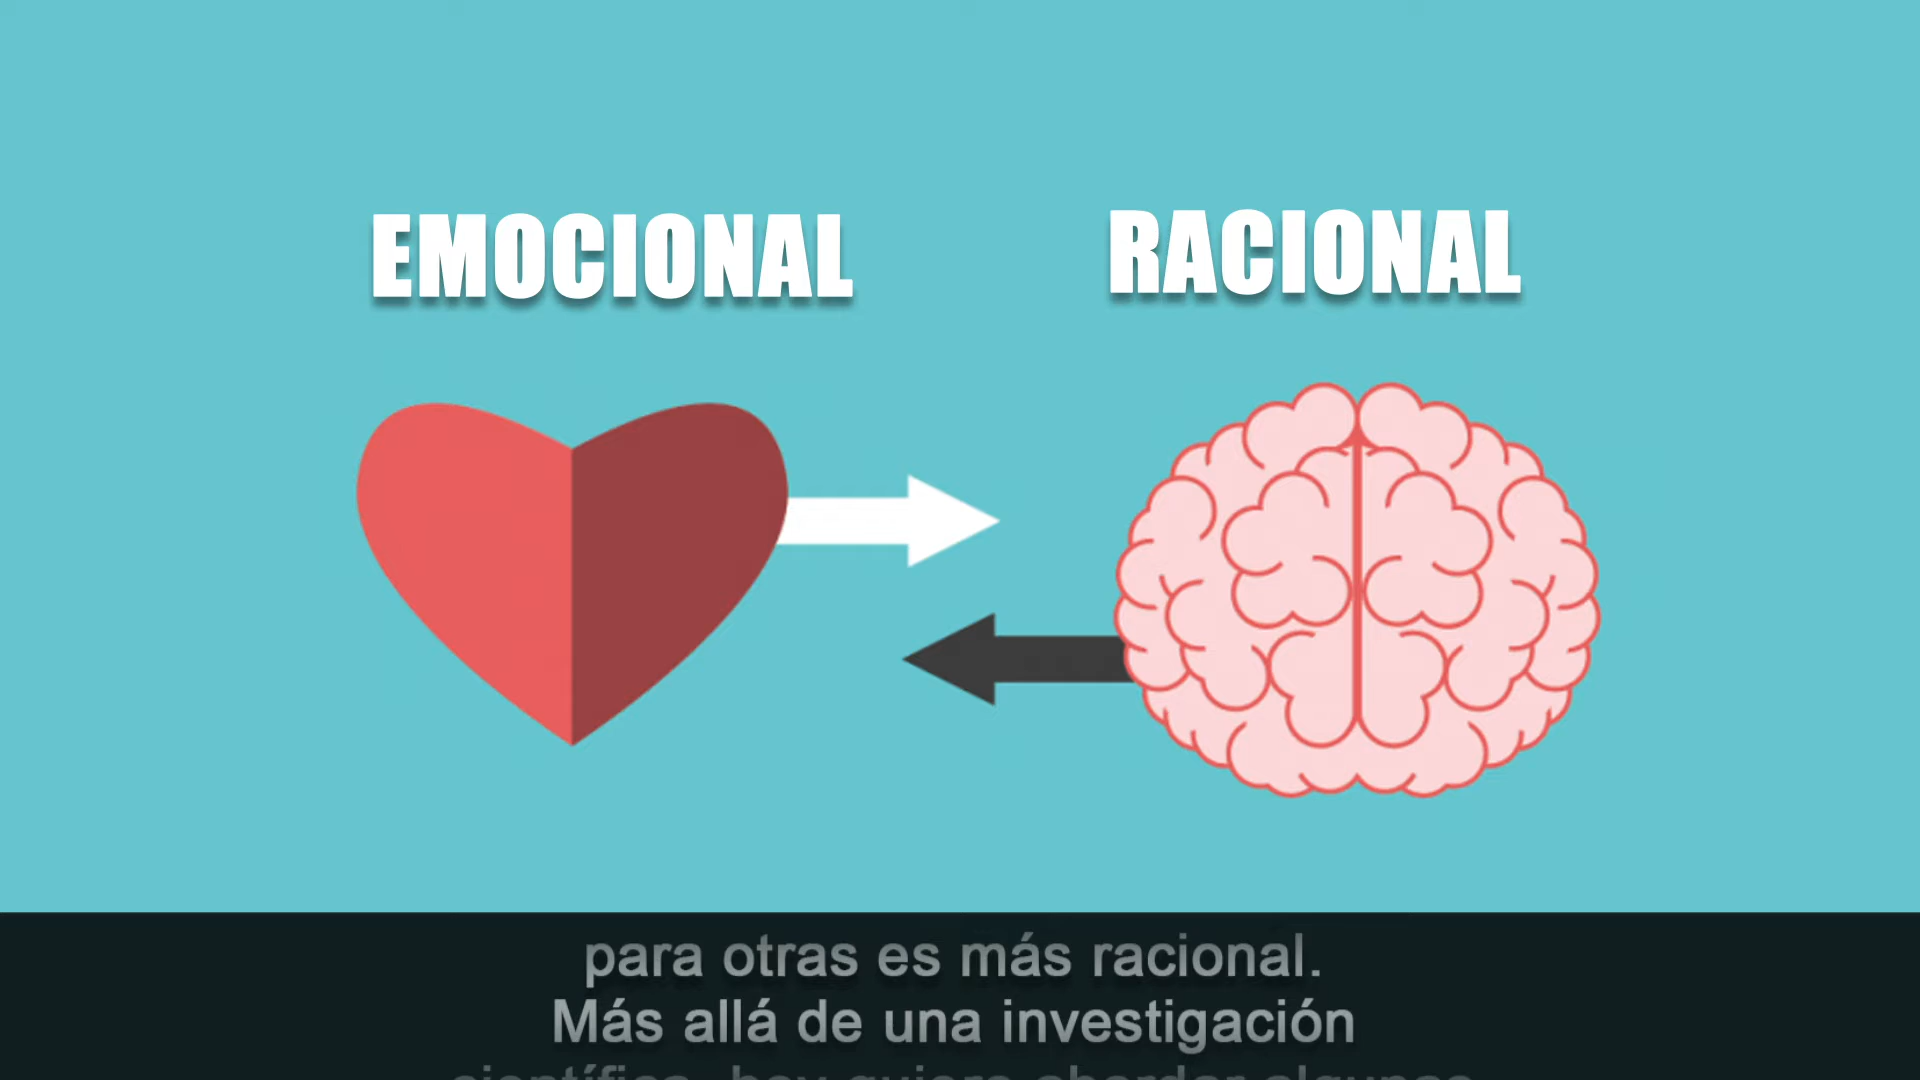 EMOCIONAL
RACIONAL
para otras es más racional.
Más allá de una investigación